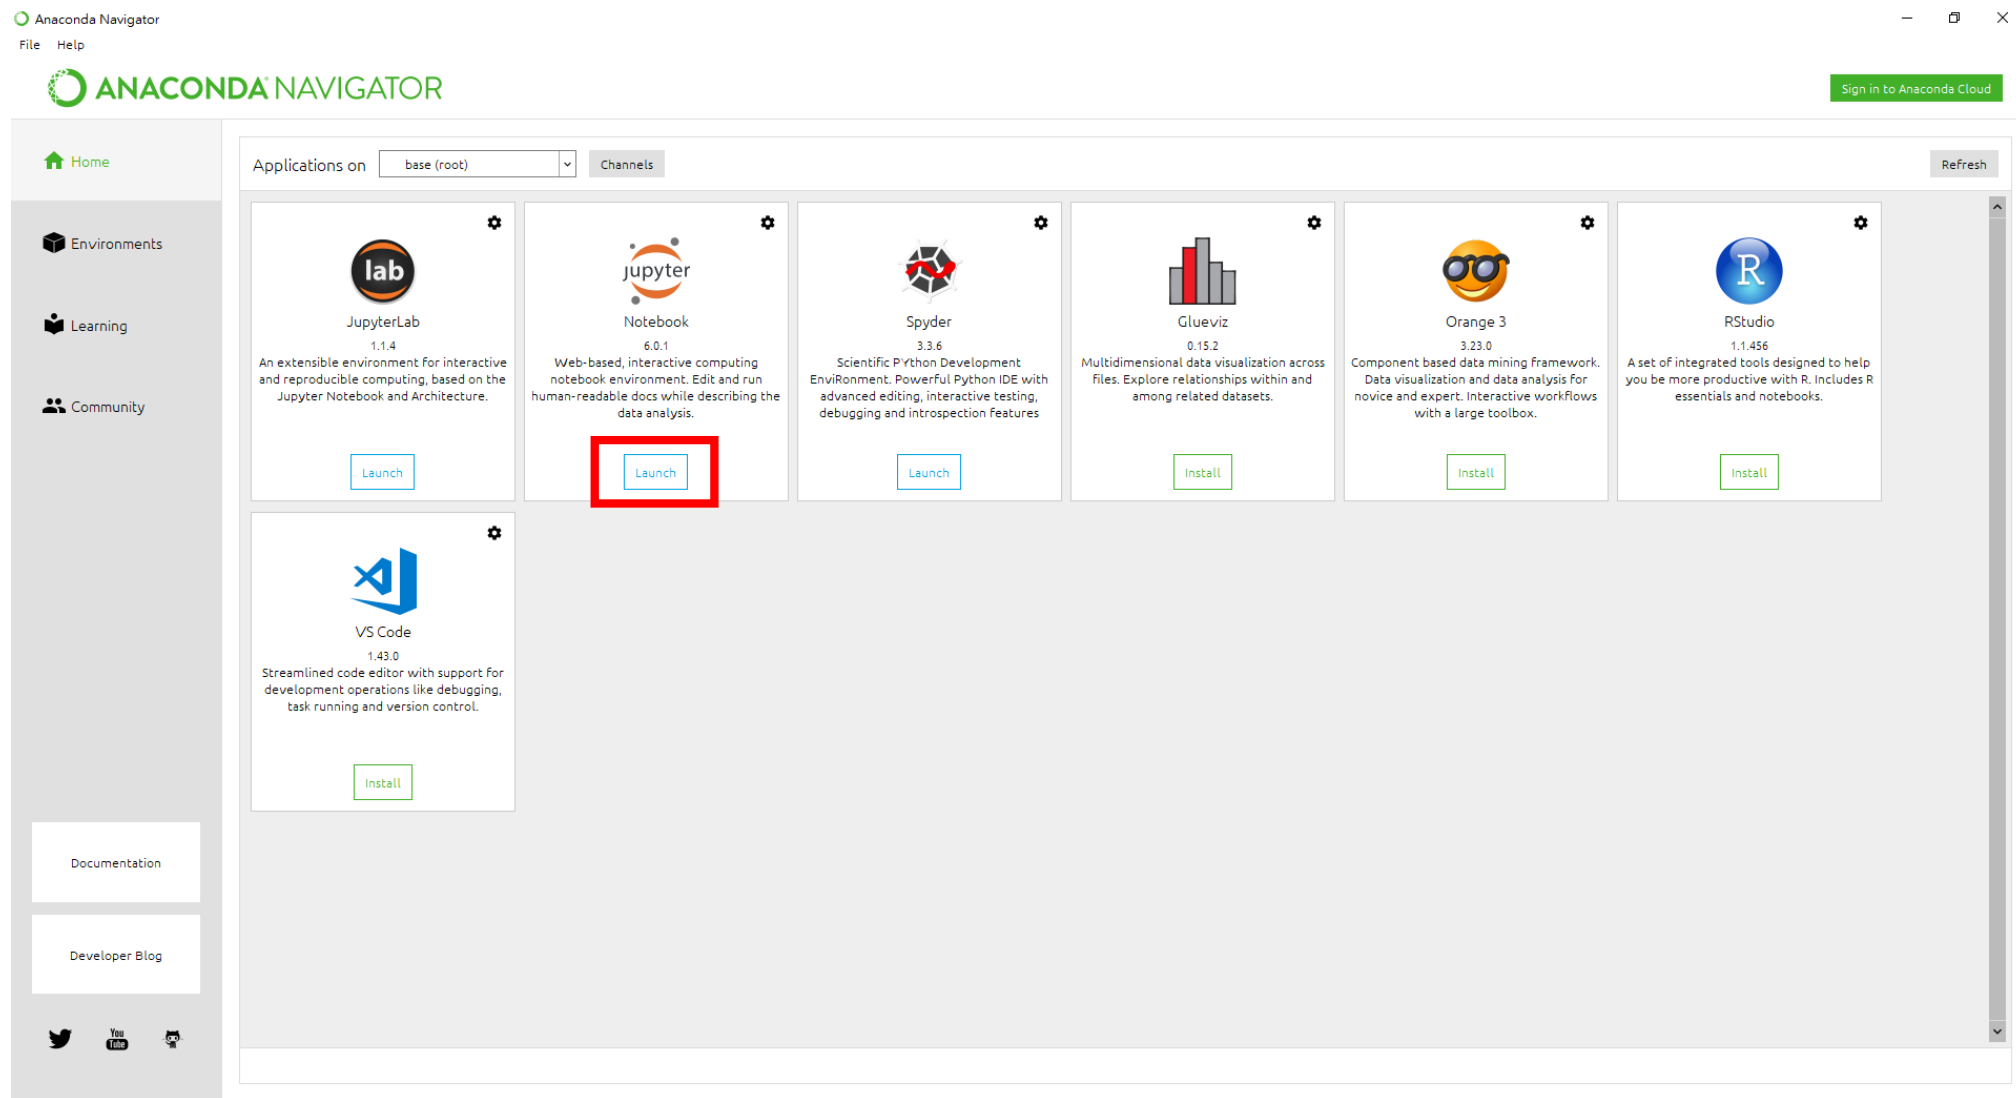 Anaconda Navigator
File Help
ANACONDA NAVIGATOR
Sign in to Anaconda Cloud
Home
Environments
Learning
Community
Documentation
Developer Blog
You
Tube
Applications on base (root) Channels Refresh
lab
JupyterLab
1.1.4
An extensible environment for interactive
and reproducible computing, based on the
Jupyter Notebook and Architecture.
Launch
jupyter
Notebook
6.0.1
Web-based, interactive computing
notebook environment. Edit and run
human-readable docs while describing the
data analysis.
Launch
Spyder
3.3.6
Scientific PYthon Development
EnviRonment. Powerful Python IDE with
advanced editing, interactive testing,
debugging and introspection features
Launch
Glueviz
0.15.2
Multidimensional data visualization across
files. Explore relationships within and
among related datasets.
Install
Orange 3
3.23.0
Component based data mining framework.
Data visualization and data analysis for
novice and expert. Interactive workflows
with a large toolbox.
Install
R
RStudio
1.1.456
A set of integrated tools designed to help
you be more productive with R. Includes R
essentials and notebooks.
Install
VS Code
1.43.0
Streamlined code editor with support for
development operations like debugging,
task running and version control.
Install